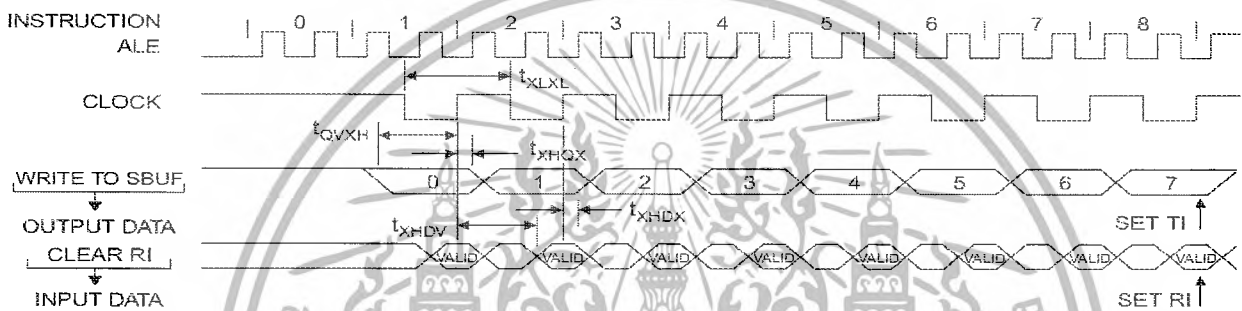 INSTRUCTION 0 1 2 3 4 5 6 7 8
ALE
tXLXL
CLOCK
tQVXH
tXHQX
WRITE TO SBUF 0 1 2 3 4 5 6 7
OUTPUT DATA tXHDV tXHDX SET TI
CLEAR RI VALID VALID VALID VALID VALID VALID VALID VALID
INPUT DATA SET RI